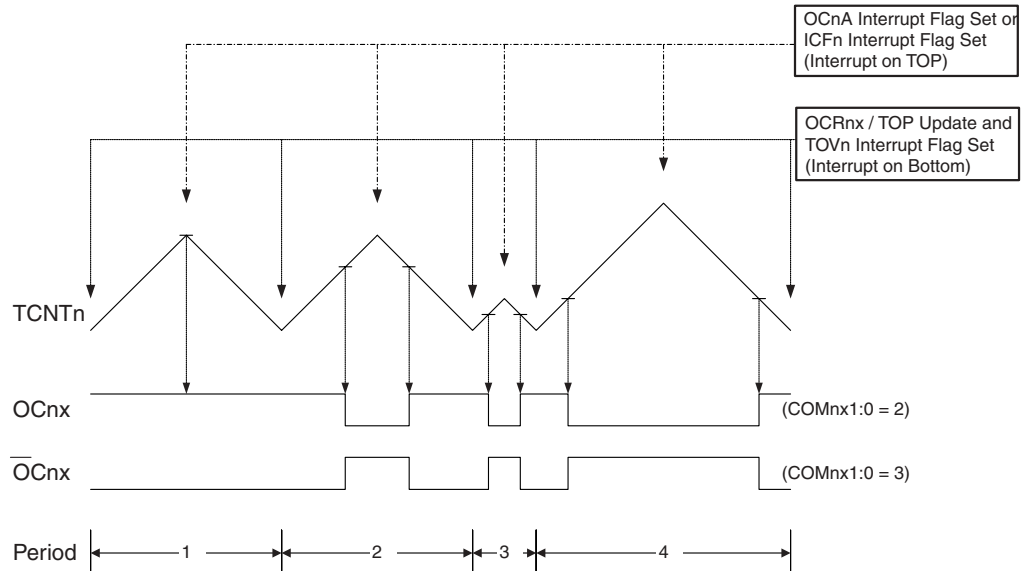 OCnA Interrupt Flag Set or
ICFn Interrupt Flag Set
(Interrupt on TOP)
OCRnx / TOP Update and
TOVn Interrupt Flag Set
(Interrupt on Bottom)
TCNTn
OCnx
(COMnx1:0 = 2)
O̅Cnx
(COMnx1:0 = 3)
Period
1
2
3
4